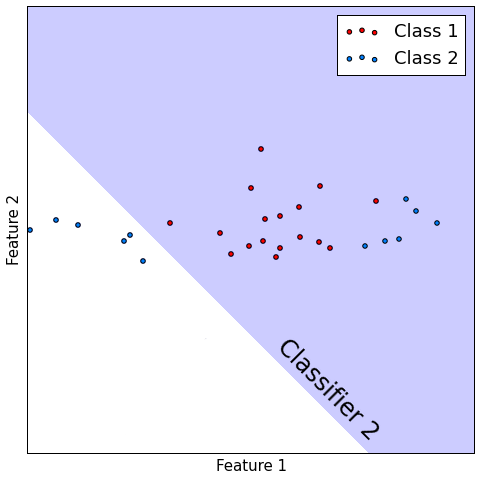 Class 1
Class 2
Feature 2
Classifier 2
Feature 1